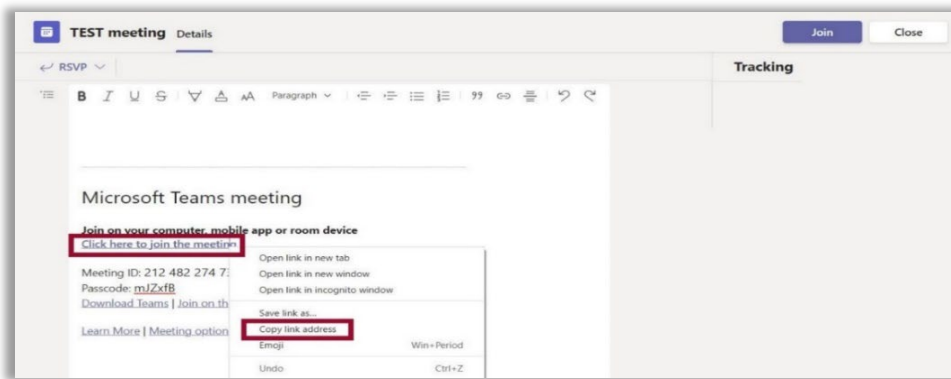 TEST meeting Details
Join Close
RSVP
Tracking
B I U S A AA Paragraph
Microsoft Teams meeting
Join on your computer, mobile app or room device
Click here to join the meeting
Meeting ID: 212 482 274
Passcode: mJZxfB
Download Teams | Join on th
Learn More | Meeting option
Open link in new tab
Open link in new window
Open link in incognito window
Save link as...
Copy link address
Emoji Win+Period
Undo Ctrl+Z